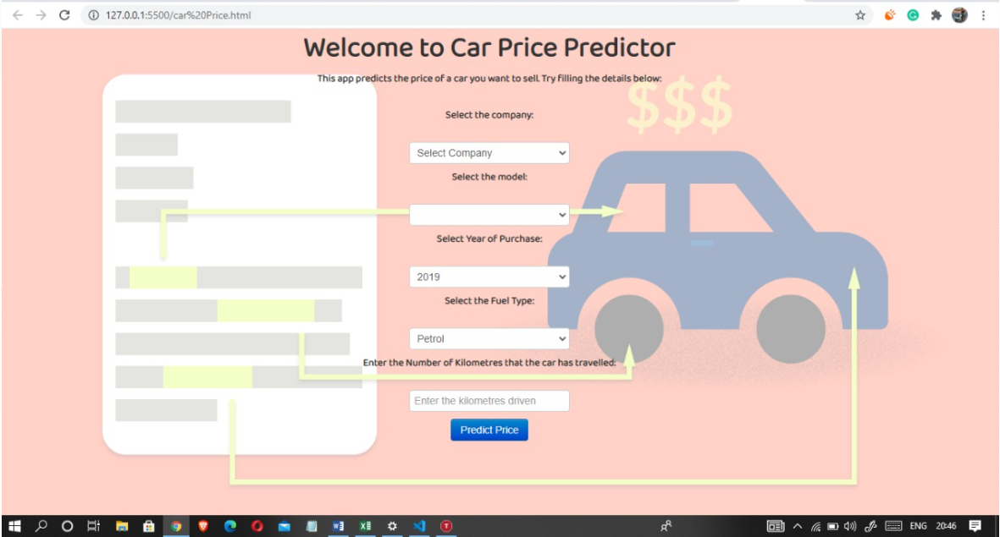 127.0.0.1:5500/car%20Price.html
Welcome to Car Price Predictor
This app predicts the price of a car you want to sell. Try filling the details below:
$$$
Select the company:
Select Company
Select the model:
Select Year of Purchase:
2019
Select the Fuel Type:
Petrol
Enter the Number of Kilometres that the car has travelled:
Enter the kilometres driven
Predict Price
ENG 20:46